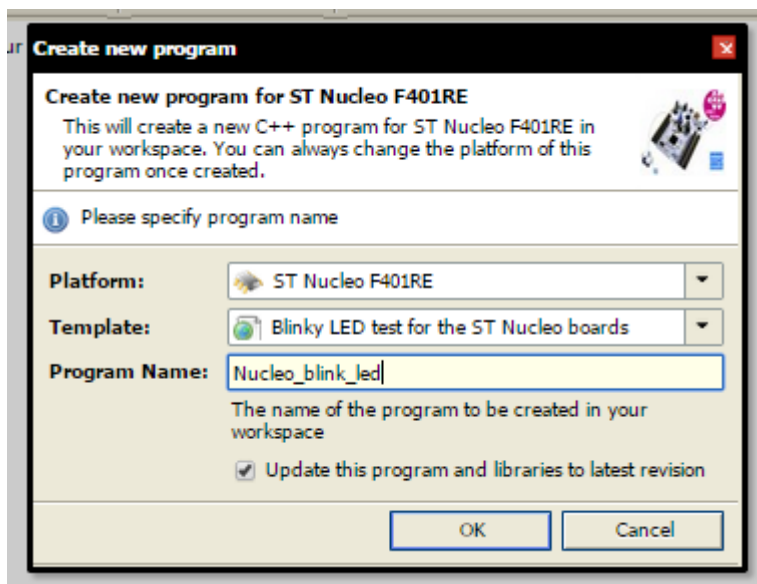 ur
Create new program
Create new program for ST Nucleo F401RE
This will create a new C++ program for ST Nucleo F401RE in
your workspace. You can always change the platform of this
program once created.
Please specify program name
Platform: ST Nucleo F401RE
Template: Blinky LED test for the ST Nucleo boards
Program Name: Nucleo_blink_led
The name of the program to be created in your
workspace
Update this program and libraries to latest revision
OK Cancel